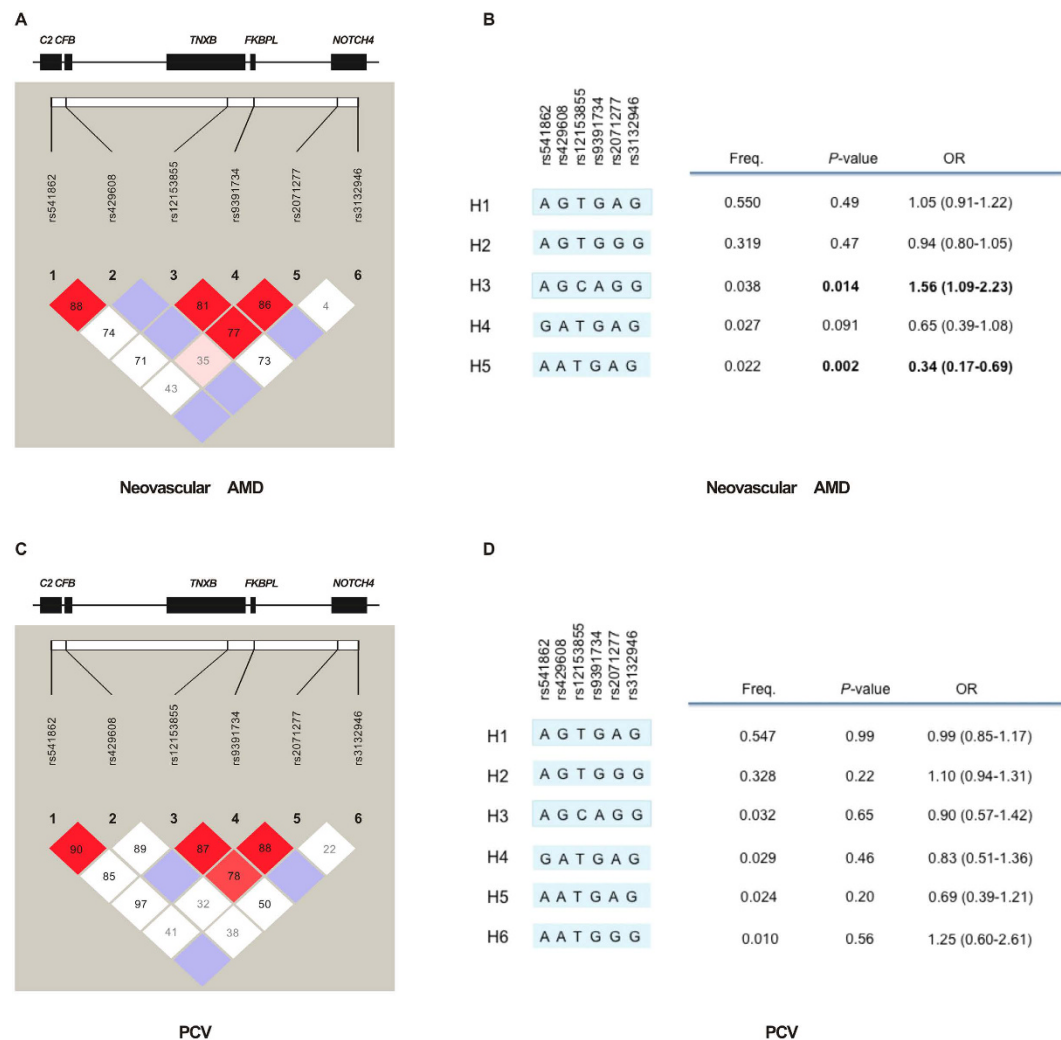 A
C2 CFB TNXB FKBPL NOTCH4
rs541862 rs429608 rs12153855 rs9391734 rs2071277 rs3132946
1 2 3 4 5 6
88 81 86 4
74 77
71 35 73
43
Neovascular AMD
B
rs541862 rs429608 rs12153855 rs9391734 rs2071277 rs3132946
Freq. P-value OR
H1 A G T G A G 0.550 0.49 1.05 (0.91-1.22)
H2 A G T G G G 0.319 0.47 0.94 (0.80-1.05)
H3 A G C A G G 0.038 0.014 1.56 (1.09-2.23)
H4 G A T G A G 0.027 0.091 0.65 (0.39-1.08)
H5 A A T G A G 0.022 0.002 0.34 (0.17-0.69)
Neovascular AMD
C
C2 CFB TNXB FKBPL NOTCH4
rs541862 rs429608 rs12153855 rs9391734 rs2071277 rs3132946
1 2 3 4 5 6
90 89 87 88 22
85 78
97 32 50
41 38
PCV
D
rs541862 rs429608 rs12153855 rs9391734 rs2071277 rs3132946
Freq. P-value OR
H1 A G T G A G 0.547 0.99 0.99 (0.85-1.17)
H2 A G T G G G 0.328 0.22 1.10 (0.94-1.31)
H3 A G C A G G 0.032 0.65 0.90 (0.57-1.42)
H4 G A T G A G 0.029 0.46 0.83 (0.51-1.36)
H5 A A T G A G 0.024 0.20 0.69 (0.39-1.21)
H6 A A T G G G 0.010 0.56 1.25 (0.60-2.61)
PCV